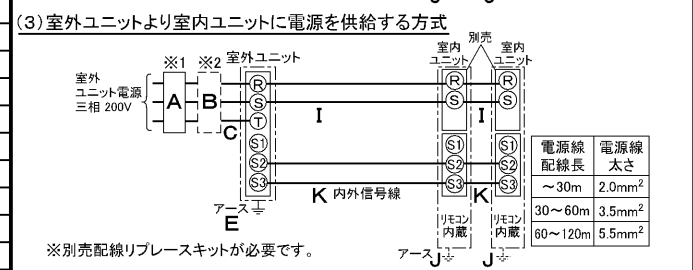 (3)室外ユニットより室内ユニットに電源を供給する方式
※1 ※2 室外ユニット
別売
室内
ユニット
室内
ユニット
室外
ユニット電源
三相 200V
A
B
C
R
S
T
S1
S2
S3
I
R
S
S1
S2
S3
I
R
S
S1
S2
S3
K 内外信号線
K
アース
E
リモコン
内蔵
リモコン
内蔵
アース J
J
※別売配線リプレースキットが必要です。
電源線
配線長
電源線
太さ
～30m 2.0mm²
30～60m 3.5mm²
60～120m 5.5mm²